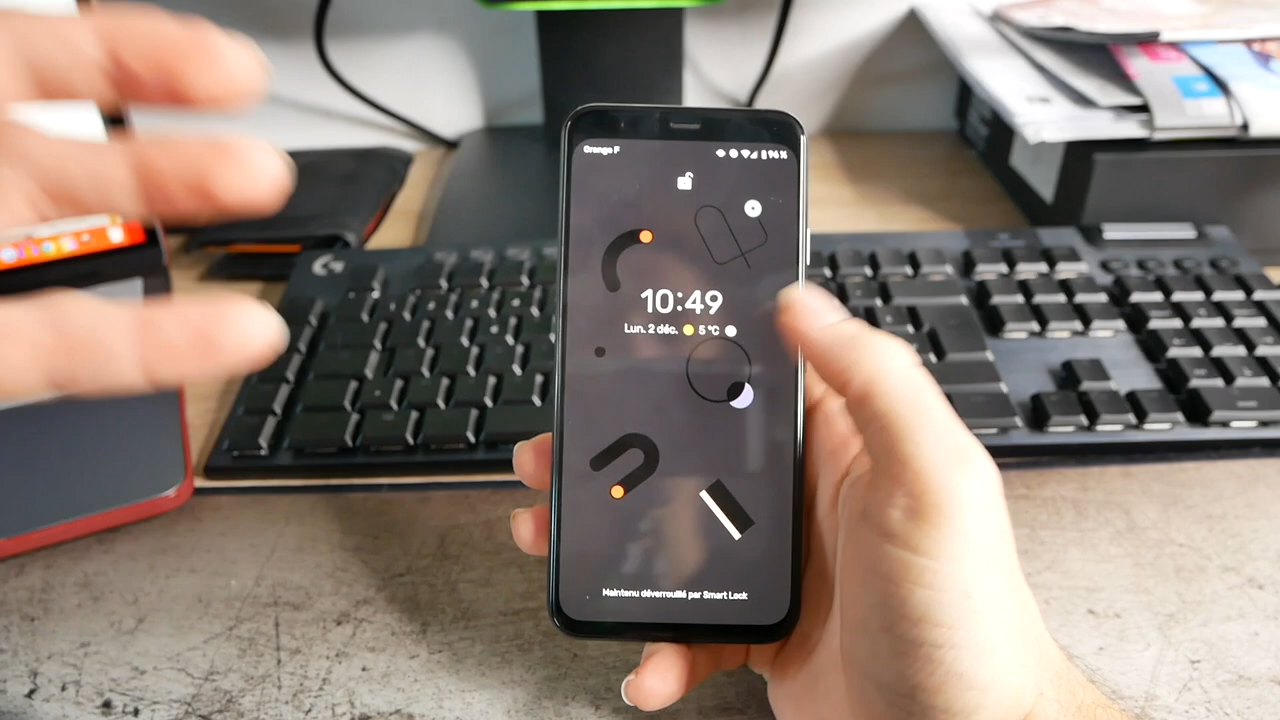 Orange F
96%
10:49
Lun. 2 déc. 5 °C
Maintenu déverrouillé par Smart Lock
G